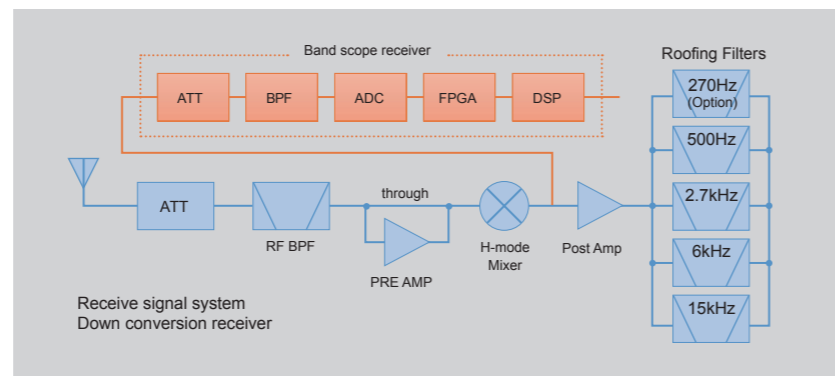 Band scope receiver
ATT
BPF
ADC
FPGA
DSP
Roofing Filters
270Hz
(Option)
500Hz
2.7kHz
6kHz
15kHz
ATT
RF BPF
through
PRE AMP
H-mode
Mixer
Post Amp
Receive signal system
Down conversion receiver